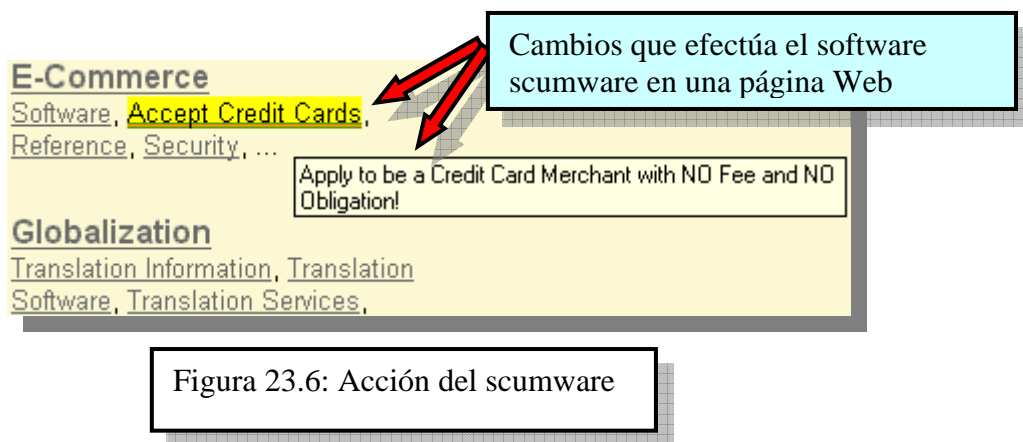 Cambios que efectúa el software
scumware en una página Web
E-Commerce
Software, Accept Credit Cards,
Reference, Security, ...
Apply to be a Credit Card Merchant with NO Fee and NO
Obligation!
Globalization
Translation Information, Translation
Software, Translation Services,
Figura 23.6: Acción del scumware